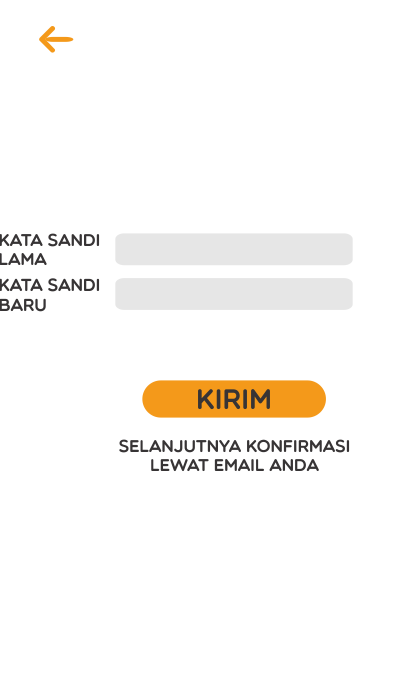 KATA SANDI
LAMA
KATA SANDI
BARU
KIRIM
SELANJUTNYA KONFIRMASI
LEWAT EMAIL ANDA